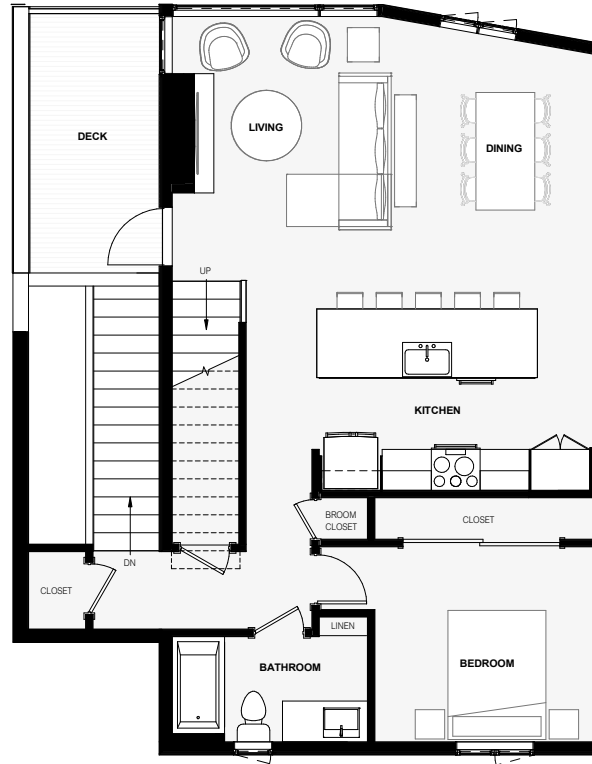 LIVING
DECK
DINING
UP
KITCHEN
BROOM
CLOSET
CLOSET
DN
CLOSET
LINEN
BATHROOM
BEDROOM